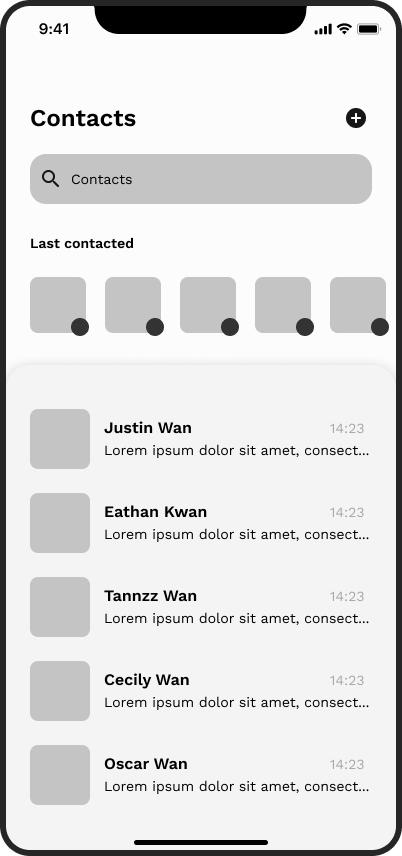 9:41
Contacts
Contacts
Last contacted
Justin Wan 14:23
Lorem ipsum dolor sit amet, consect...
Eathan Kwan 14:23
Lorem ipsum dolor sit amet, consect...
Tannzz Wan 14:23
Lorem ipsum dolor sit amet, consect...
Cecily Wan 14:23
Lorem ipsum dolor sit amet, consect...
Oscar Wan 14:23
Lorem ipsum dolor sit amet, consect...